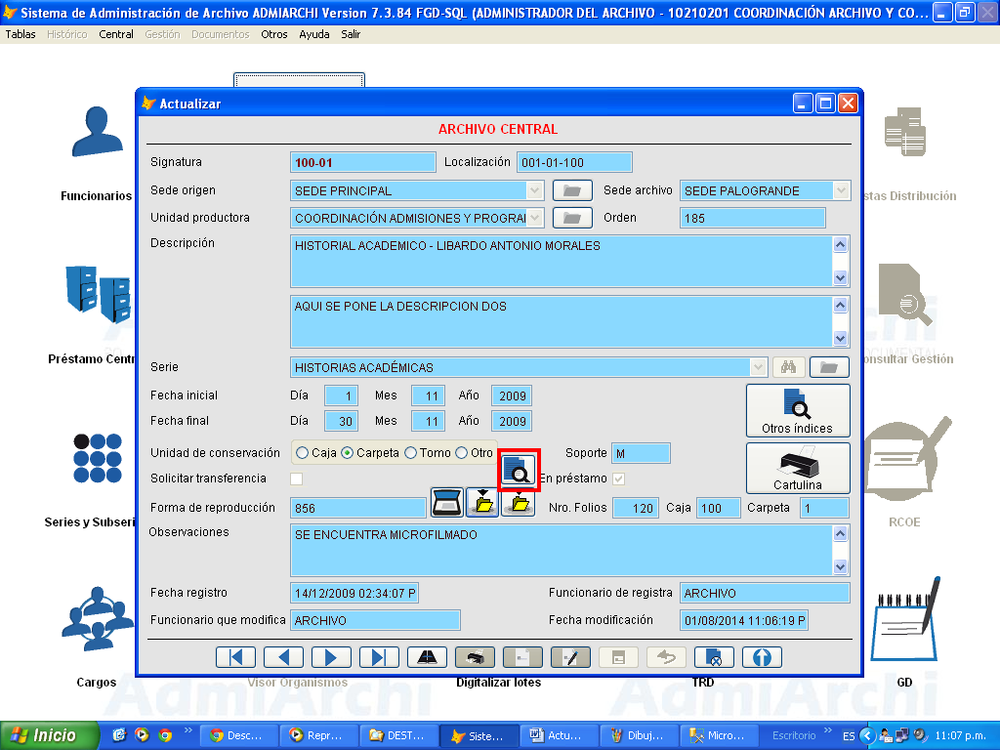 Sistema de Administración de Archivo ADMIARCHI Version 7.3.84 FGD-SQL (ADMINISTRADOR DEL ARCHIVO - 10210201 COORDINACIÓN ARCHIVO Y CO...
Tablas Histórico Central Gestión Documentos Otros Ayuda Salir
Actualizar
ARCHIVO CENTRAL
Signatura 100-01 Localización 001-01-100
Sede origen SEDE PRINCIPAL Sede archivo SEDE PALOGRANDE
Unidad productora COORDINACIÓN ADMISIONES Y PROGRA Orden 185
Descripción HISTORIAL ACADEMICO - LIBARDO ANTONIO MORALES
AQUI SE PONE LA DESCRIPCION DOS
Serie HISTORIAS ACADÉMICAS
Fecha inicial Día 1 Mes 11 Año 2009
Fecha final Día 30 Mes 11 Año 2009
Otros índices
Unidad de conservación Caja Carpeta Tomo Otro Soporte M
Solicitar transferencia En préstamo
Cartulina
Forma de reproducción 856 Nro. Folios 120 Caja 100 Carpeta 1
Observaciones SE ENCUENTRA MICROFILMADO
Fecha registro 14/12/2009 02:34:07 P Funcionario de registra ARCHIVO
Funcionario que modifica ARCHIVO Fecha modificación 01/08/2014 11:06:19 P
Funcionarios
stas Distribución
Préstamo Centr
onsultar Gestión
Series y Subseri
RCOE
Cargos Visor Organismos Digitalizar lotes TRD GD
AdmiArchi AdmiArchi
Inicio Desc... Repr... DEST... Siste... Actu... Dibuj... Micro... Escritorio ES 11:07 p.m.